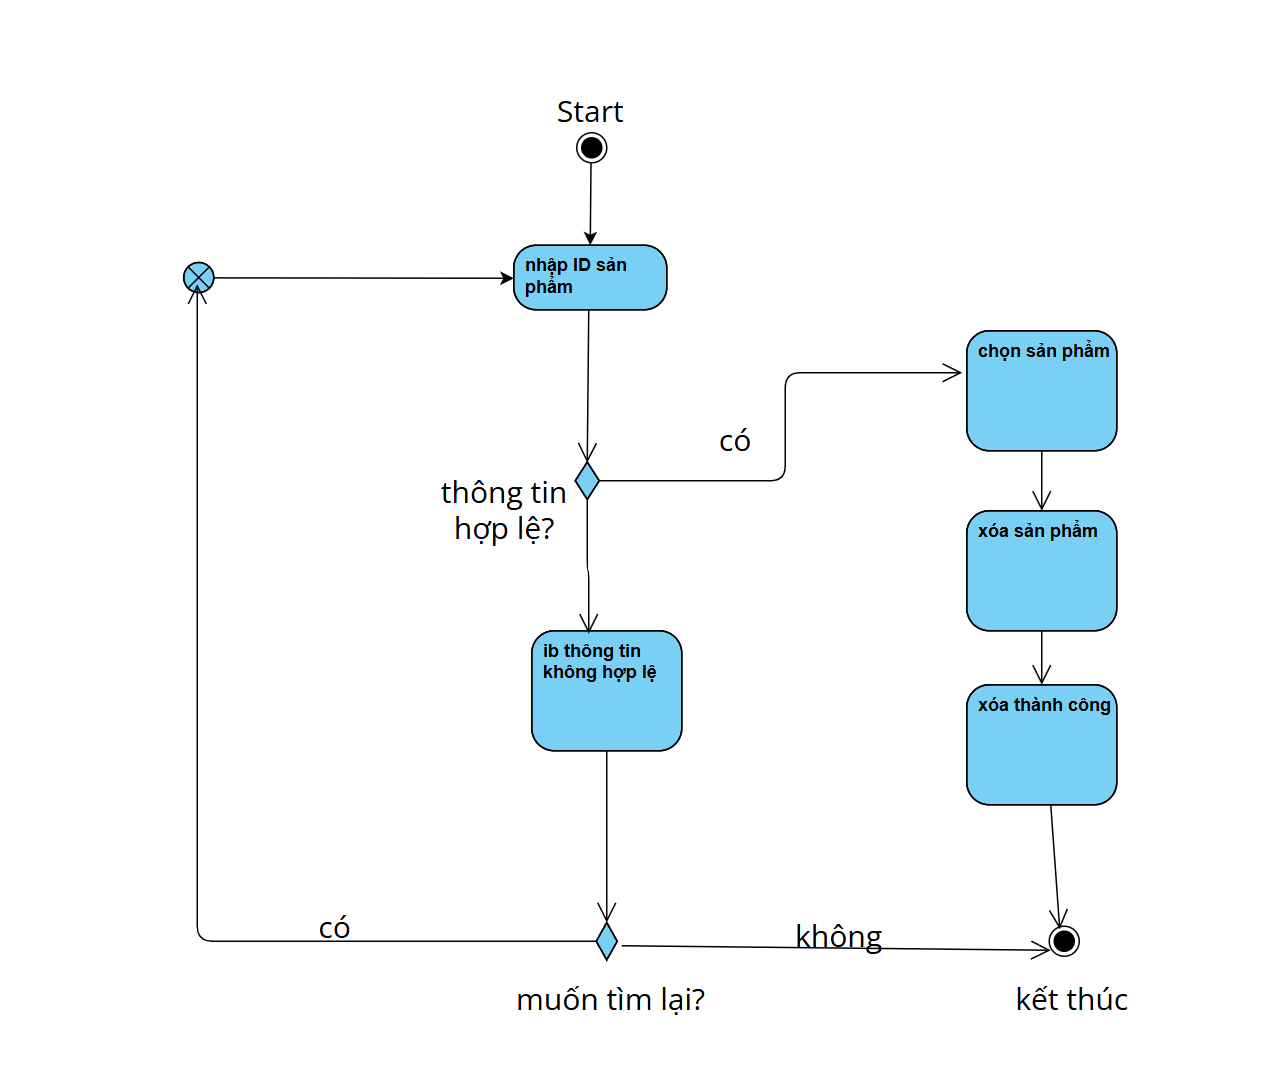 Start
nhập ID sản
phẩm
chọn sản phẩm
có
thông tin
hợp lệ?
xóa sản phẩm
ib thông tin
không hợp lệ
xóa thành công
có
không
muốn tìm lại?
kết thúc